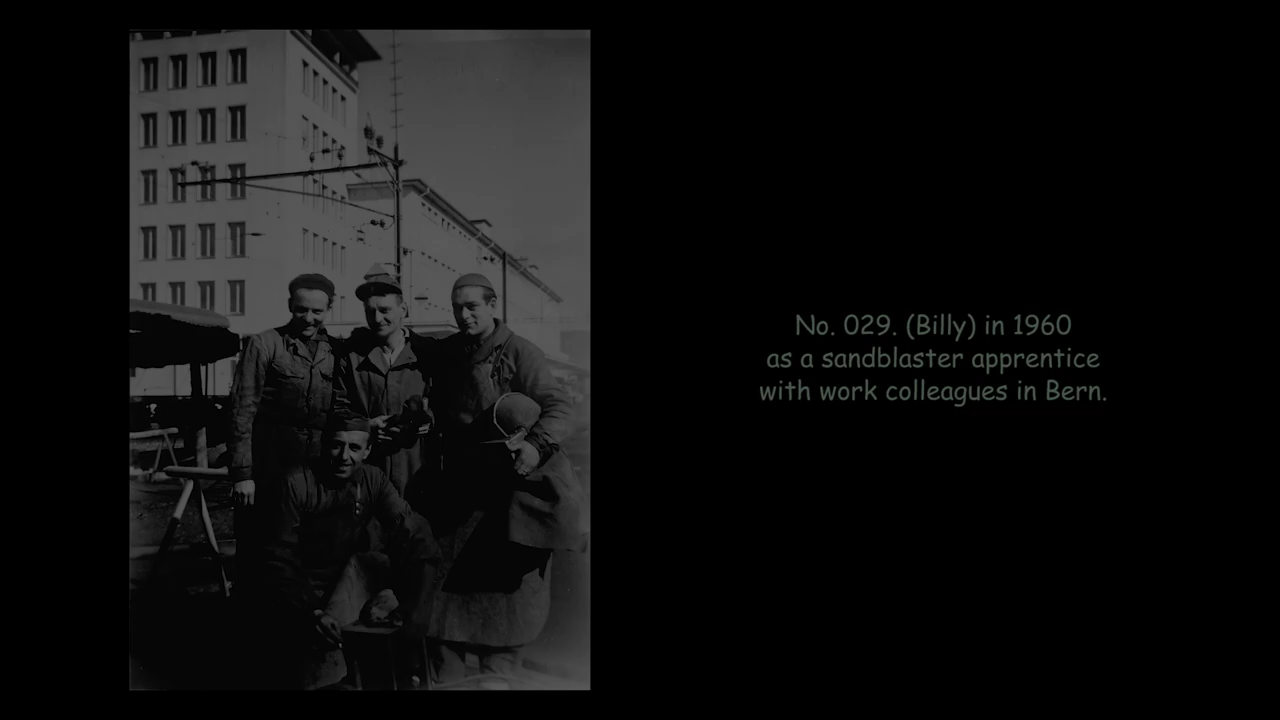 No. 029. (Billy) in 1960
as a sandblaster apprentice
with work colleagues in Bern.